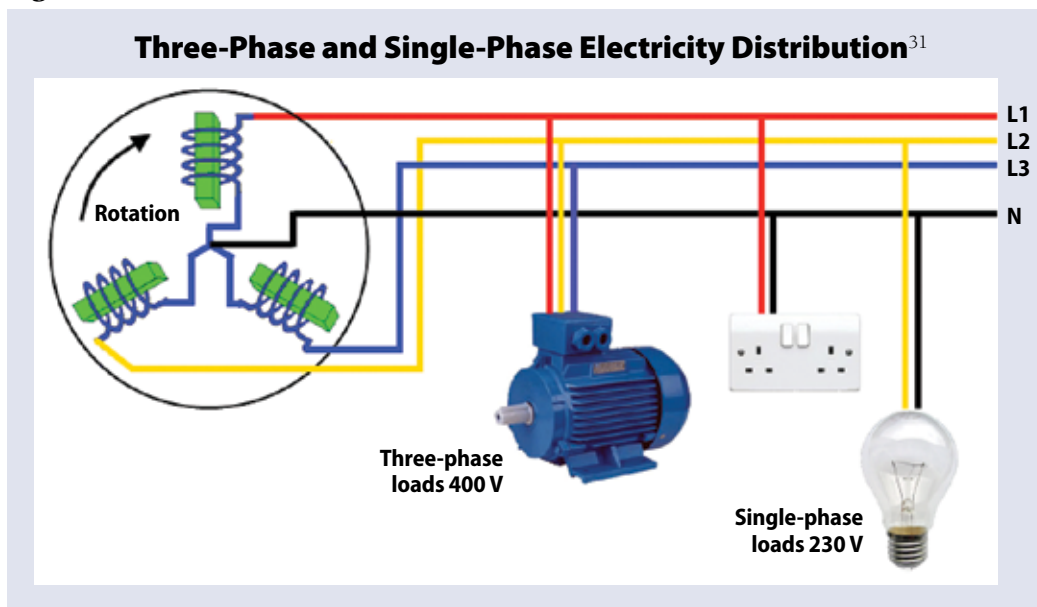 Three-Phase and Single-Phase Electricity Distribution31
L1
L2
L3
N
Rotation
Three-phase
loads 400 V
Single-phase
loads 230 V